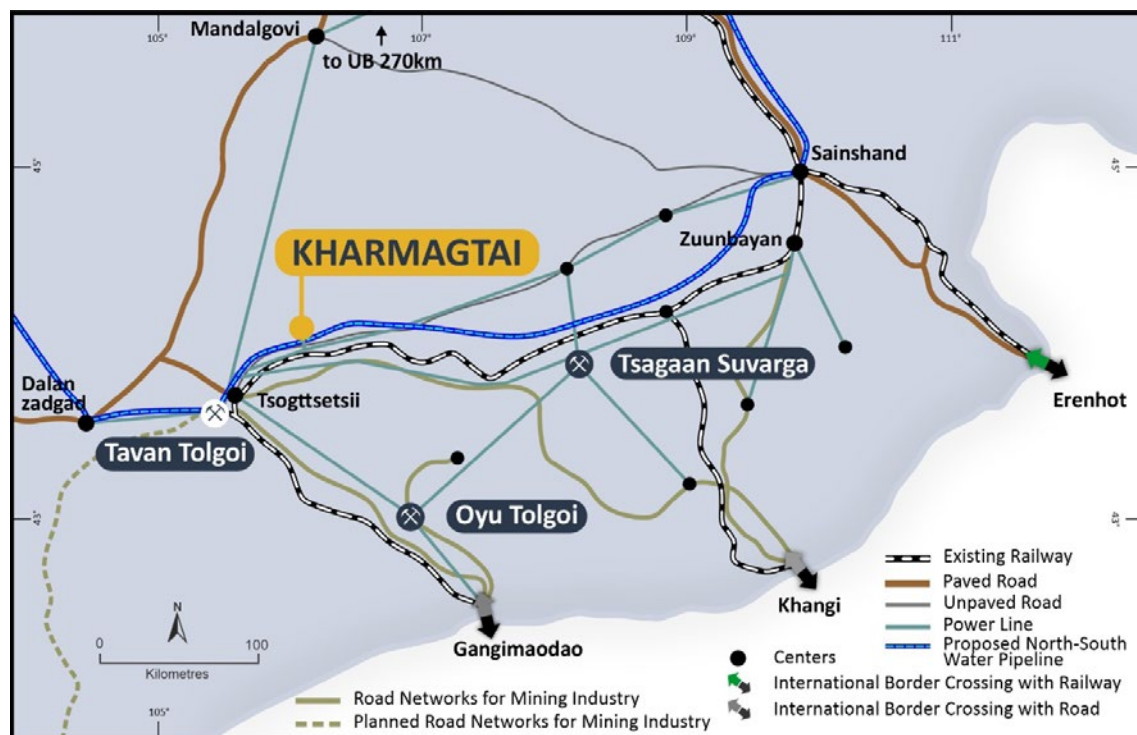 105°
107°
109°
111°
Mandalgovi
to UB 270km
45°
45°
Sainshand
Zuunbayan
KHARMAGTAI
Tsagaan Suvarga
Erenhot
Dalan
zadgad
Tsogttsetsii
Tavan Tolgoi
Oyu Tolgoi
43°
43°
Khangi
Gangimaodao
N
0
100
Kilometres
105°
Existing Railway
Paved Road
Unpaved Road
Power Line
Proposed North-South
Water Pipeline
Centers
International Border Crossing with Railway
International Border Crossing with Road
Road Networks for Mining Industry
Planned Road Networks for Mining Industry